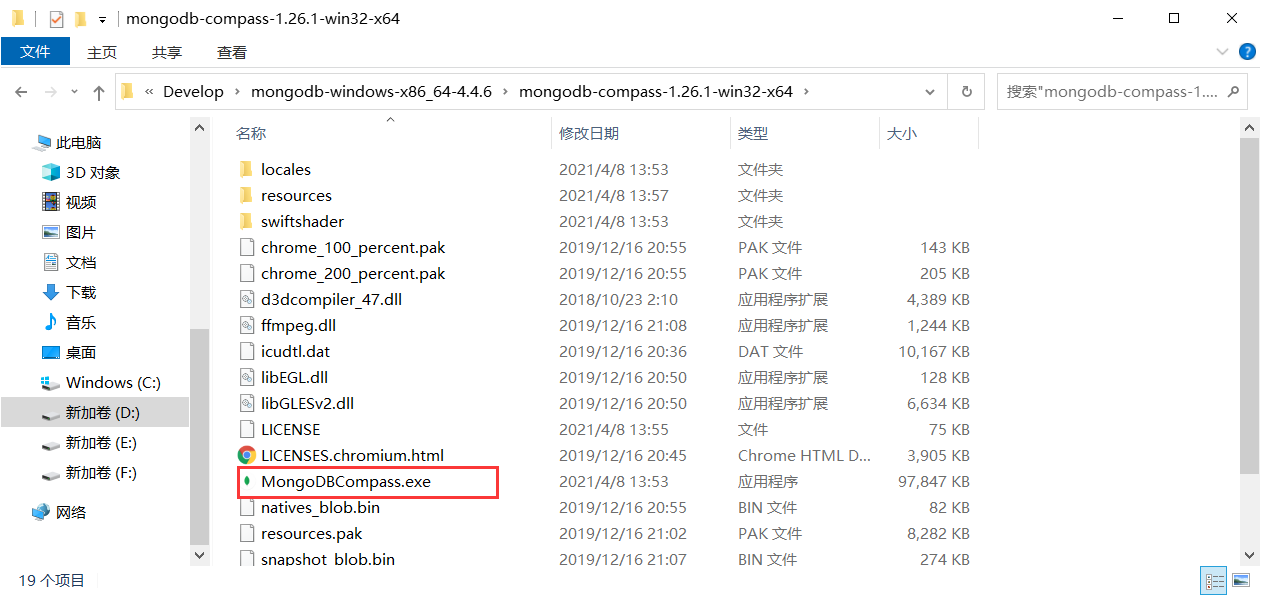 mongodb-compass-1.26.1-win32-x64
文件 主页 共享 查看
« Develop › mongodb-windows-x86_64-4.4.6 › mongodb-compass-1.26.1-win32-x64 › 搜索"mongodb-compass-1....
名称 修改日期 类型 大小
此电脑
3D 对象
视频
图片
文档
下载
音乐
桌面
Windows (C:)
新加卷 (D:)
新加卷 (E:)
新加卷 (F:)
网络
locales 2021/4/8 13:53 文件夹
resources 2021/4/8 13:57 文件夹
swiftshader 2021/4/8 13:53 文件夹
chrome_100_percent.pak 2019/12/16 20:55 PAK 文件 143 KB
chrome_200_percent.pak 2019/12/16 20:55 PAK 文件 205 KB
d3dcompiler_47.dll 2018/10/23 2:10 应用程序扩展 4,389 KB
ffmpeg.dll 2019/12/16 21:08 应用程序扩展 1,244 KB
icudtl.dat 2019/12/16 20:36 DAT 文件 10,167 KB
libEGL.dll 2019/12/16 20:50 应用程序扩展 128 KB
libGLESv2.dll 2019/12/16 20:50 应用程序扩展 6,634 KB
LICENSE 2021/4/8 13:55 文件 75 KB
LICENSES.chromium.html 2019/12/16 20:45 Chrome HTML D... 3,905 KB
MongoDBCompass.exe 2021/4/8 13:53 应用程序 97,847 KB
natives_blob.bin 2019/12/16 20:55 BIN 文件 82 KB
resources.pak 2019/12/16 21:02 PAK 文件 8,282 KB
snapshot_blob.bin 2019/12/16 21:07 BIN 文件 274 KB
19 个项目